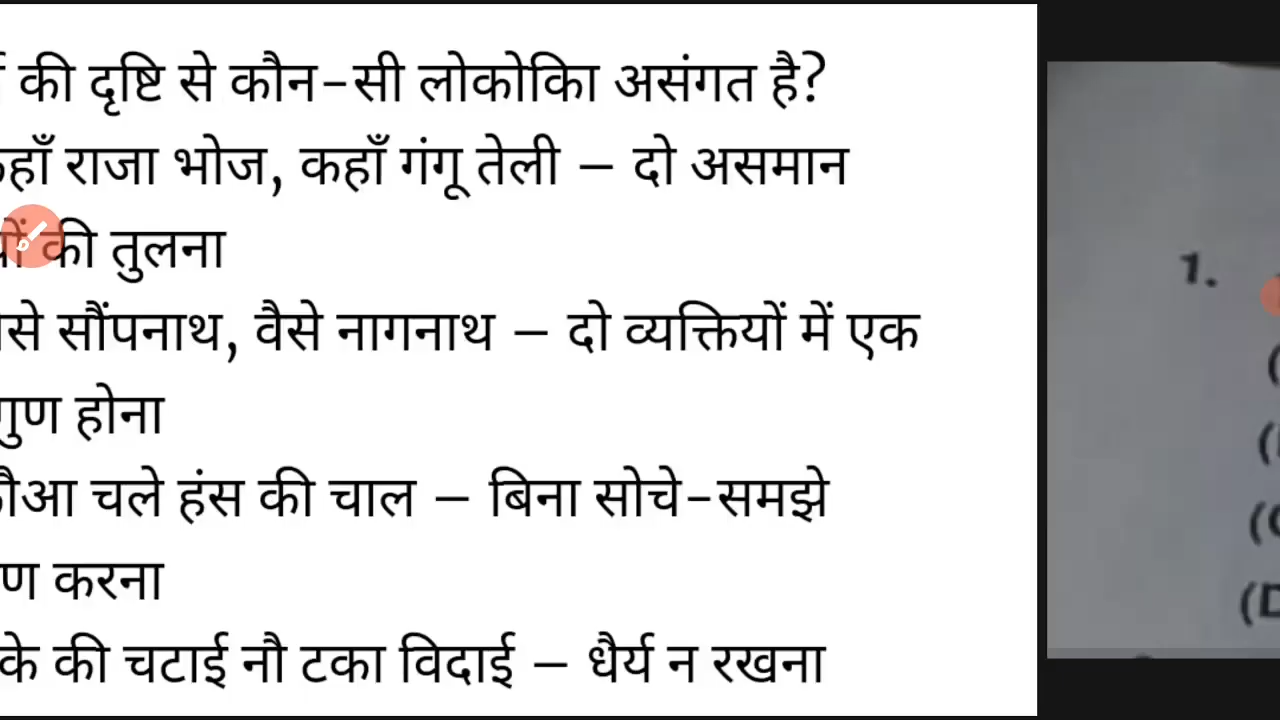 की दृष्टि से कौन-सी लोकोकिा असंगत है?
राजा भोज, कहाँ गंगू तेली – दो असमान
की तुलना
सौंपनाथ, वैसे नागनाथ – दो व्यक्तियों में एक
होना
चले हंस की चाल – बिना सोचे-समझे
करना
की चटाई नौ टका विदाई – धैर्य न रखना
1.